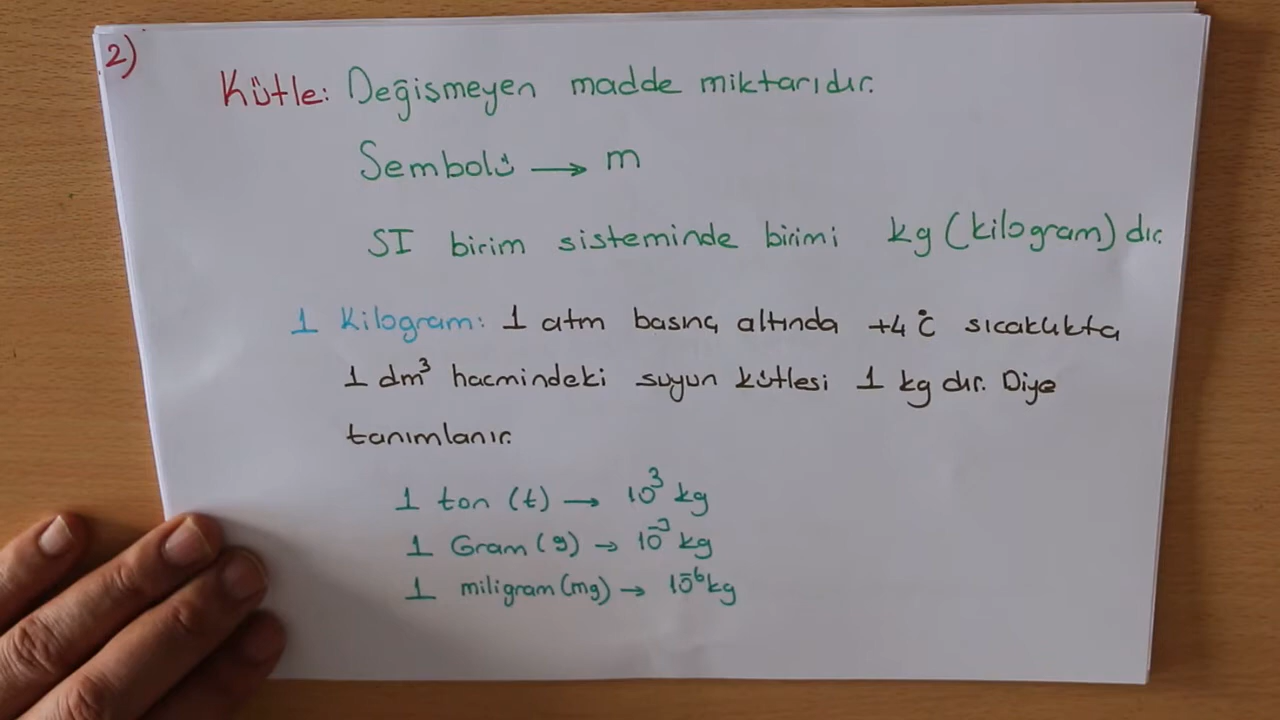 2)
Kütle: Değişmeyen madde miktarıdır.
Sembolü → m
SI birim sisteminde birimi kg (kilogram) dır.
1 Kilogram: 1 atm basınç altında +4 °C sıcaklıkta
1 dm³ hacmindeki suyun kütlesi 1 kg dır. Diye
tanımlanır.
1 ton (t) → 10³ kg
1 Gram (g) → 10⁻³ kg
1 miligram (mg) → 10⁻⁶ kg